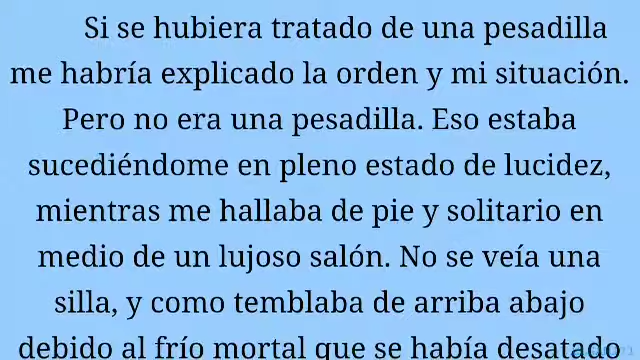 Si se hubiera tratado de una pesadilla
me habría explicado la orden y mi situación.
Pero no era una pesadilla. Eso estaba
sucediéndome en pleno estado de lucidez,
mientras me hallaba de pie y solitario en
medio de un lujoso salón. No se veía una
silla, y como temblaba de arriba abajo
debido al frío mortal que se había desatado